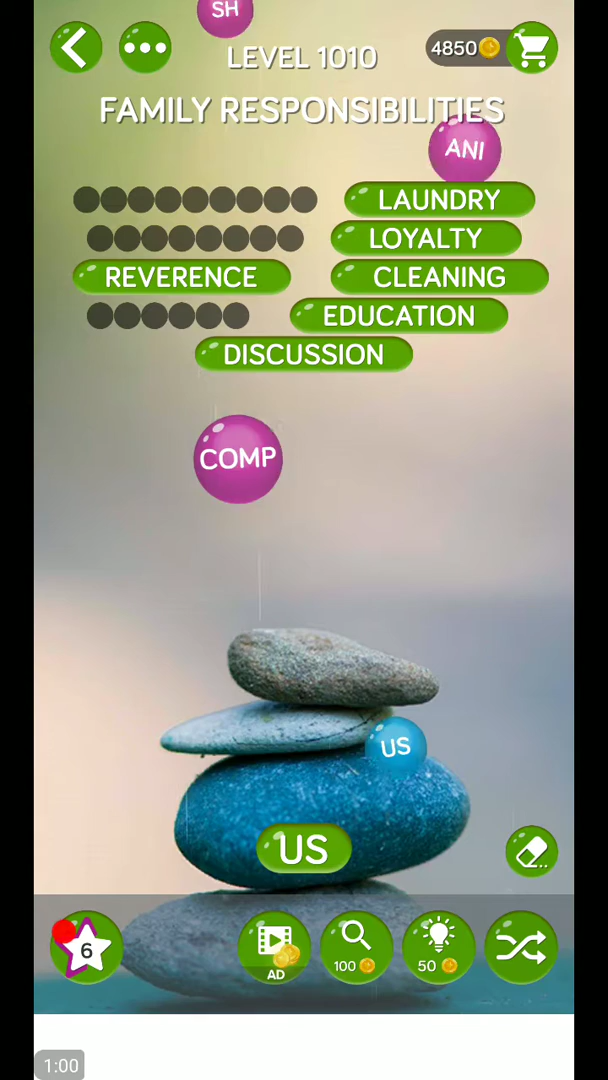 SH
LEVEL 1010
4850
FAMILY RESPONSIBILITIES
ANI
LAUNDRY
LOYALTY
REVERENCE
CLEANING
EDUCATION
DISCUSSION
COMP
US
US
6
AD
100
50
1:00